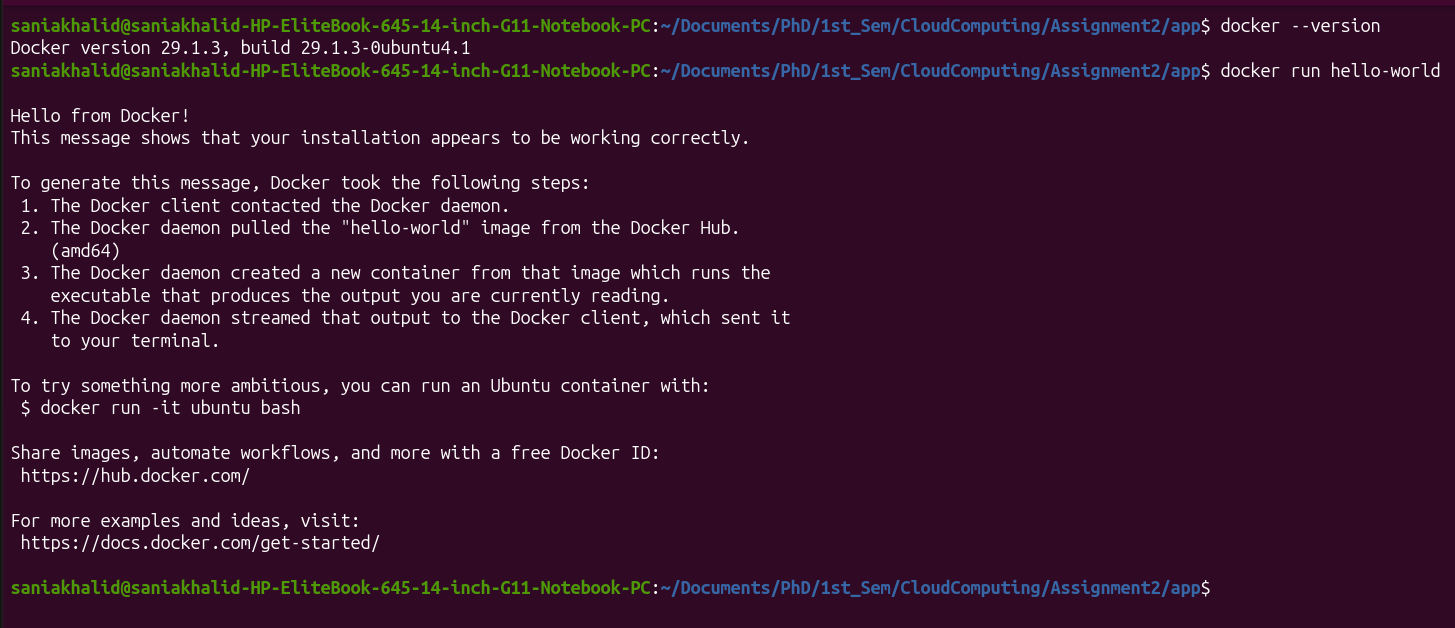 saniakhalid@saniakhalid-HP-EliteBook-645-14-inch-G11-Notebook-PC:~/Documents/PhD/1st_Sem/CloudComputing/Assignment2/app$ docker --version
Docker version 29.1.3, build 29.1.3-0ubuntu4.1
saniakhalid@saniakhalid-HP-EliteBook-645-14-inch-G11-Notebook-PC:~/Documents/PhD/1st_Sem/CloudComputing/Assignment2/app$ docker run hello-world
Hello from Docker!
This message shows that your installation appears to be working correctly.
To generate this message, Docker took the following steps:
1. The Docker client contacted the Docker daemon.
2. The Docker daemon pulled the "hello-world" image from the Docker Hub.
(amd64)
3. The Docker daemon created a new container from that image which runs the
executable that produces the output you are currently reading.
4. The Docker daemon streamed that output to the Docker client, which sent it
to your terminal.
To try something more ambitious, you can run an Ubuntu container with:
$ docker run -it ubuntu bash
Share images, automate workflows, and more with a free Docker ID:
https://hub.docker.com/
For more examples and ideas, visit:
https://docs.docker.com/get-started/
saniakhalid@saniakhalid-HP-EliteBook-645-14-inch-G11-Notebook-PC:~/Documents/PhD/1st_Sem/CloudComputing/Assignment2/app$